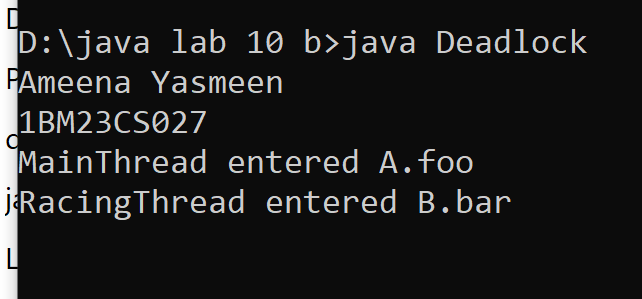 D:\java lab 10 b>java Deadlock
Ameena Yasmeen
1BM23CS027
MainThread entered A.foo
RacingThread entered B.bar